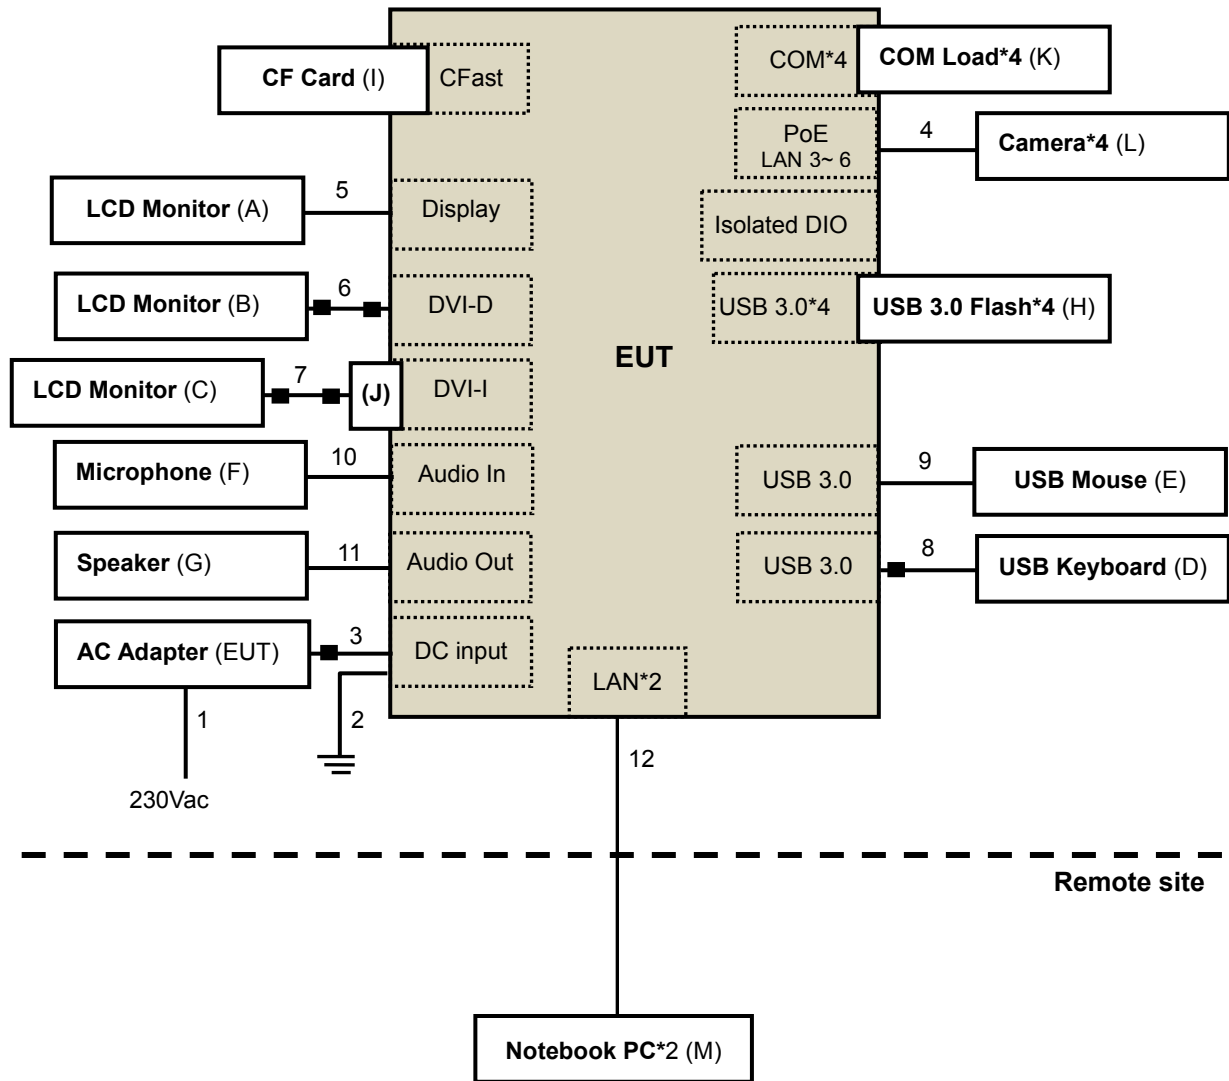 COM*4
COM Load*4 (K)
CF Card (I)
CFast
PoE
LAN 3~ 6
4
Camera*4 (L)
LCD Monitor (A)
5
Display
Isolated DIO
LCD Monitor (B)
6
DVI-D
USB 3.0*4
USB 3.0 Flash*4 (H)
EUT
LCD Monitor (C)
7
(J)
DVI-I
Microphone (F)
10
Audio In
USB 3.0
9
USB Mouse (E)
Speaker (G)
11
Audio Out
USB 3.0
8
USB Keyboard (D)
AC Adapter (EUT)
3
DC input
LAN*2
1
2
12
230Vac
Remote site
Notebook PC*2 (M)